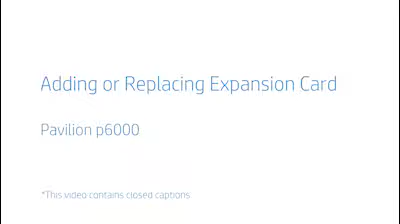 Adding or Replacing Expansion Card
Pavilion p6000
*This video contains closed captions